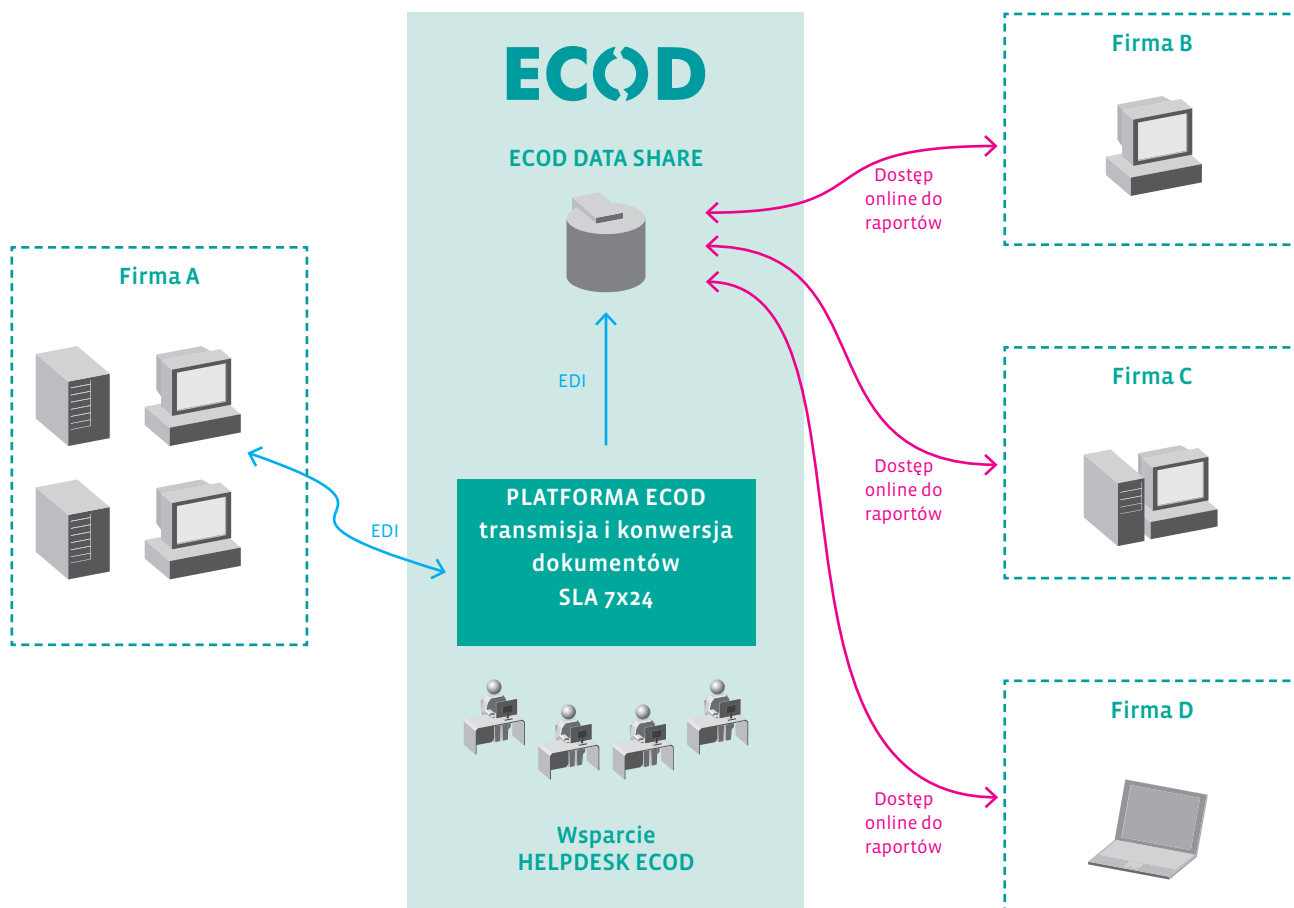 ECOD
ECOD DATA SHARE
EDI
PLATFORMA ECOD
transmisja i konwersja
dokumentów
SLA 7x24
Wsparcie
HELPDESK ECOD
Firma A
EDI
Firma B
Dostęp
online do
raportów
Firma C
Dostęp
online do
raportów
Firma D
Dostęp
online do
raportów